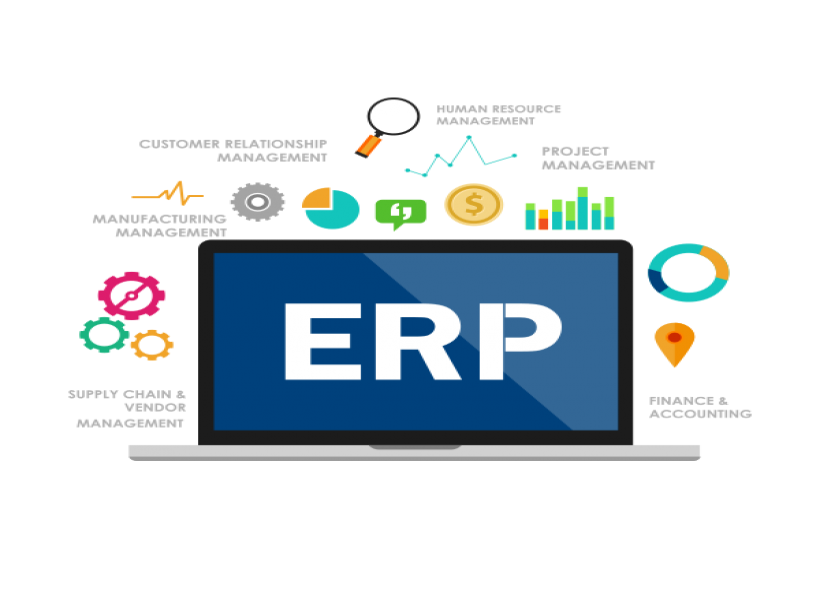 HUMAN RESOURCE
MANAGEMENT
CUSTOMER RELATIONSHIP
MANAGEMENT
PROJECT
MANAGEMENT
MANUFACTURING
MANAGEMENT
$
ERP
SUPPLY CHAIN &
VENDOR
MANAGEMENT
FINANCE &
ACCOUNTING